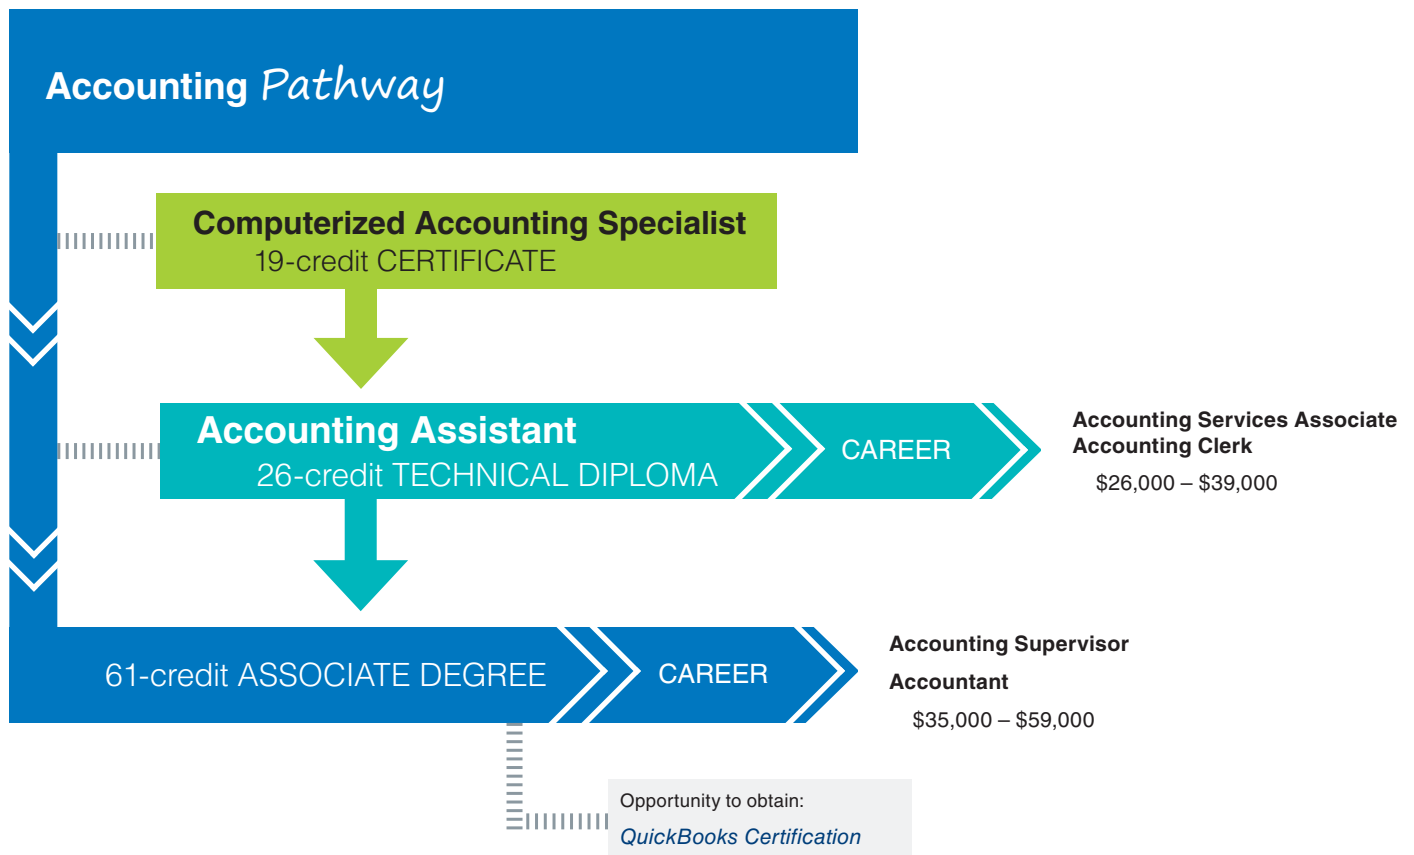 Accounting Pathway
Computerized Accounting Specialist
19-credit CERTIFICATE
Accounting Assistant
26-credit TECHNICAL DIPLOMA
CAREER
Accounting Services Associate
Accounting Clerk
$26,000 – $39,000
61-credit ASSOCIATE DEGREE
CAREER
Accounting Supervisor
Accountant
$35,000 – $59,000
Opportunity to obtain:
QuickBooks Certification